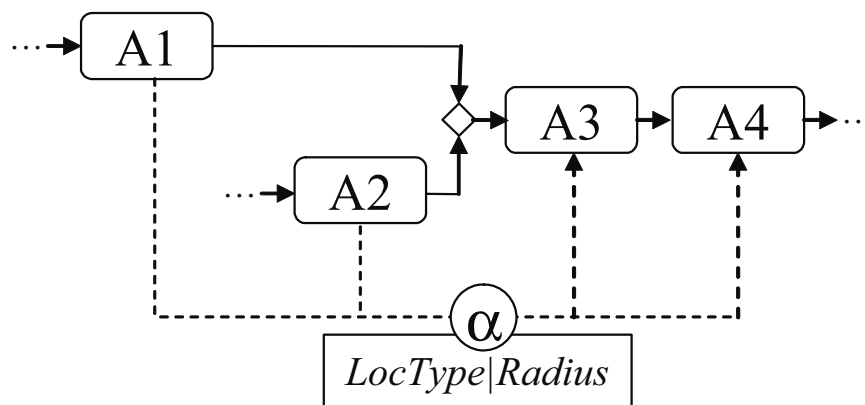 ... A1
A3 A4 ..
... A2
α
LocType|Radius